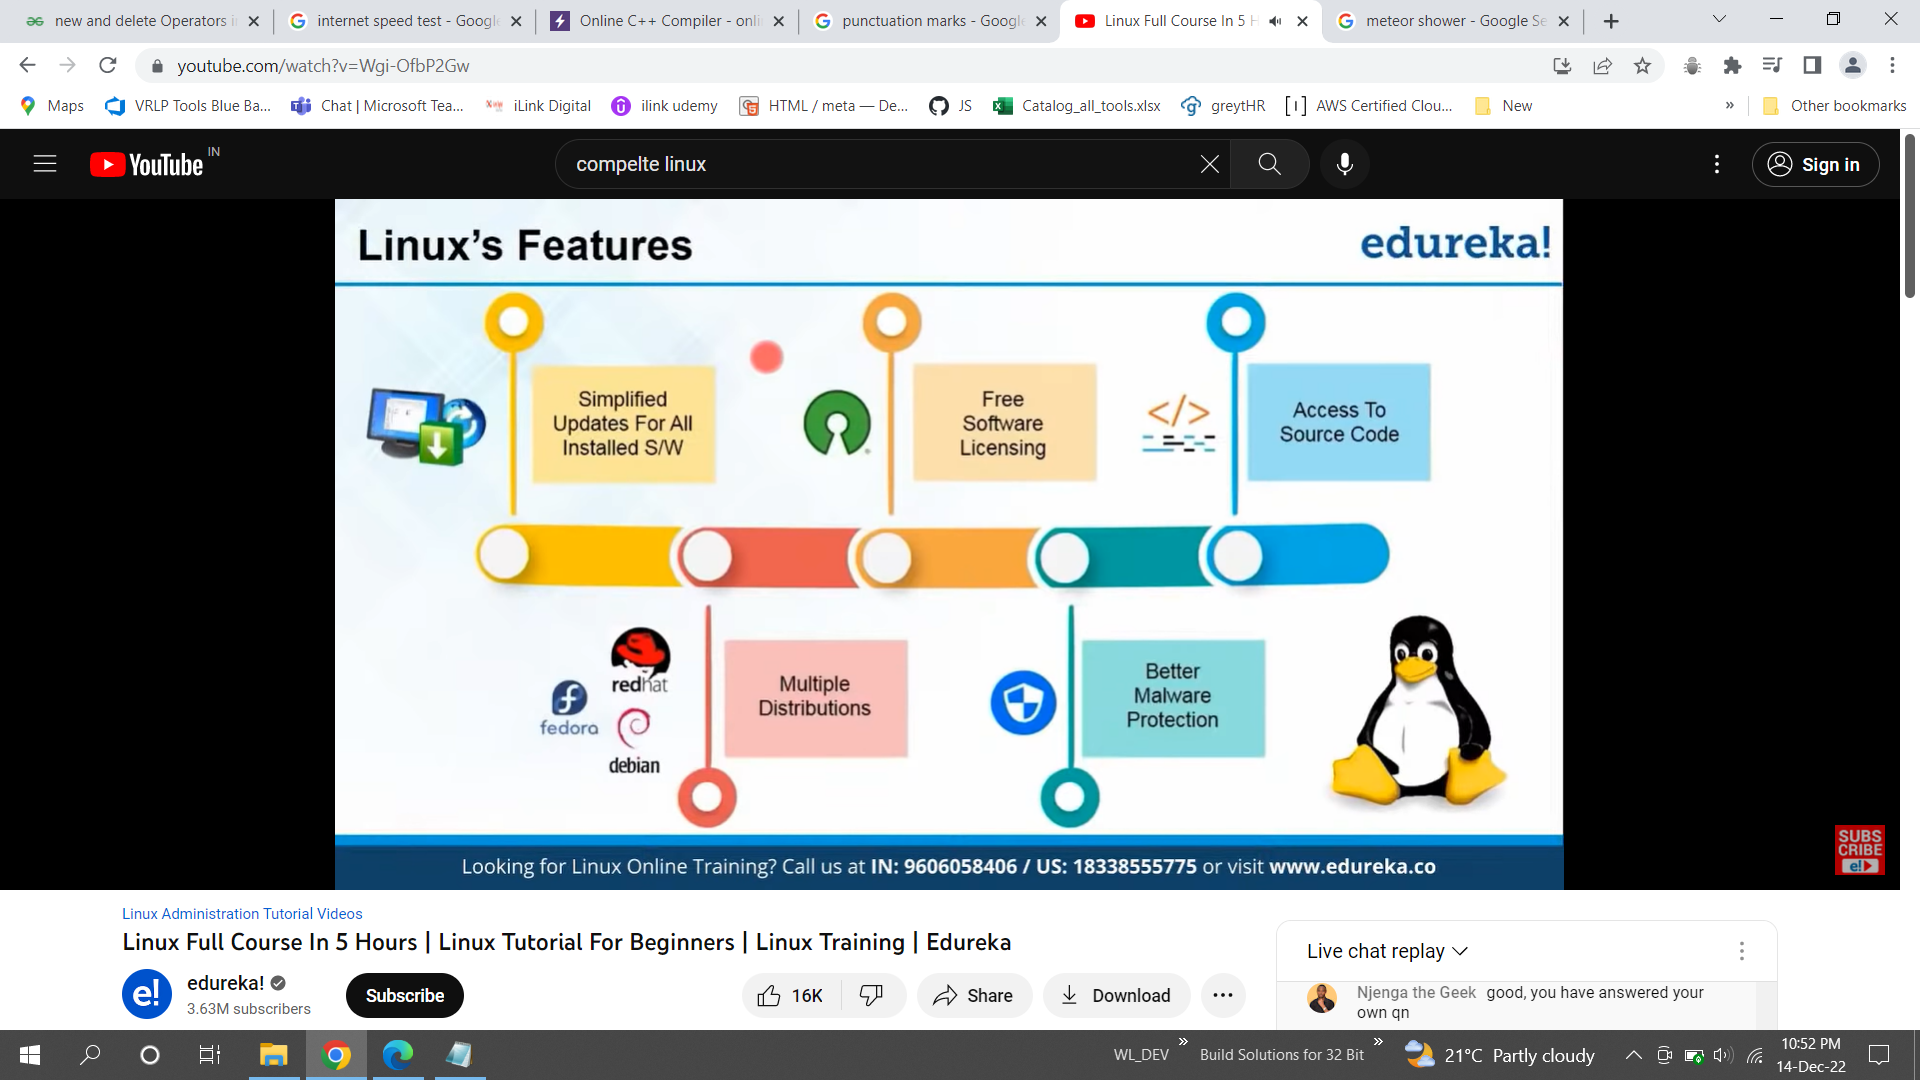 new and delete Operators i
internet speed test - Google
Online C++ Compiler - onli
punctuation marks - Google
Linux Full Course In 5 H
meteor shower - Google Se
youtube.com/watch?v=Wgi-OfbP2Gw
Maps
VRLP Tools Blue Ba...
Chat | Microsoft Tea...
iLink Digital
ilink udemy
HTML / meta — De...
JS
Catalog_all_tools.xlsx
greytHR
AWS Certified Clou...
New
»
Other bookmarks
YouTube IN
compelte linux
Sign in
Linux’s Features
edureka!
Simplified
Updates For All
Installed S/W
Free
Software
Licensing
</>
Access To
Source Code
redhat
fedora
debian
Multiple
Distributions
Better
Malware
Protection
SUBS
CRIBE
e!
Looking for Linux Online Training? Call us at IN: 9606058406 / US: 18338555775 or visit www.edureka.co
Linux Administration Tutorial Videos
Linux Full Course In 5 Hours | Linux Tutorial For Beginners | Linux Training | Edureka
e!
edureka!
3.63M subscribers
Subscribe
16K
Share
Download
Live chat replay
Njenga the Geek good, you have answered your
own qn
WL_DEV »
Build Solutions for 32 Bit »
21°C Partly cloudy
10:52 PM
14-Dec-22